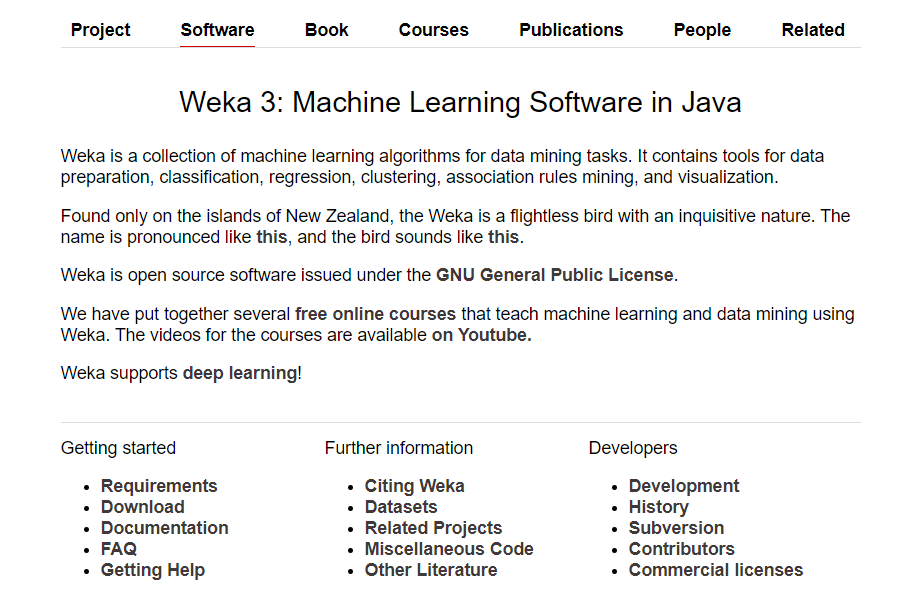 Project Software Book Courses Publications People Related
Weka 3: Machine Learning Software in Java
Weka is a collection of machine learning algorithms for data mining tasks. It contains tools for data
preparation, classification, regression, clustering, association rules mining, and visualization.
Found only on the islands of New Zealand, the Weka is a flightless bird with an inquisitive nature. The
name is pronounced like this, and the bird sounds like this.
Weka is open source software issued under the GNU General Public License.
We have put together several free online courses that teach machine learning and data mining using
Weka. The videos for the courses are available on Youtube.
Weka supports deep learning!
Getting started
Requirements
Download
Documentation
FAQ
Getting Help
Further information
Citing Weka
Datasets
Related Projects
Miscellaneous Code
Other Literature
Developers
Development
History
Subversion
Contributors
Commercial licenses